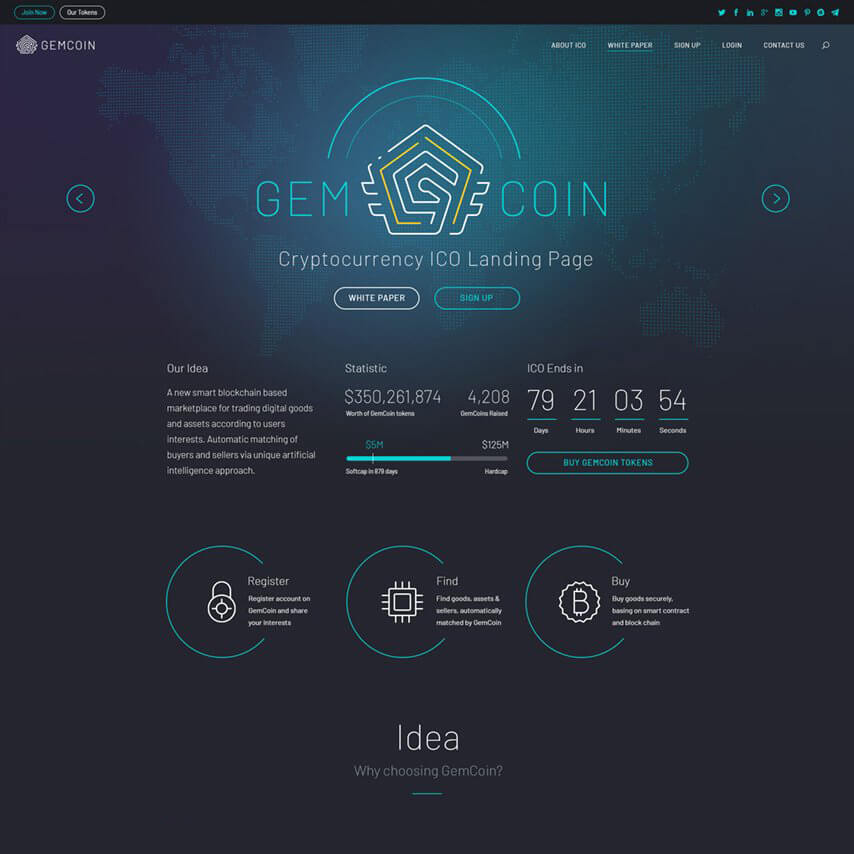 Join Now
Our Tokens
GEMCOIN
ABOUT ICO
WHITE PAPER
SIGN UP
LOGIN
CONTACT US
GEM COIN
Cryptocurrency ICO Landing Page
WHITE PAPER
SIGN UP
Our Idea
A new smart blockchain based
marketplace for trading digital goods
and assets according to users
interests. Automatic matching of
buyers and sellers via unique artificial
intelligence approach.
Statistic
$350,261,874
4,208
Worth of GemCoin tokens
GemCoins Raised
$5M
$125M
Softcap in 879 days
Hardcap
ICO Ends in
79 21 03 54
Days Hours Minutes Seconds
BUY GEMCOIN TOKENS
Register
Register account on
GemCoin and share
your interests
Find
Find goods, assets &
sellers, automatically
matched by GemCoin
Buy
Buy goods securely,
basing on smart contract
and block chain
Idea
Why choosing GemCoin?